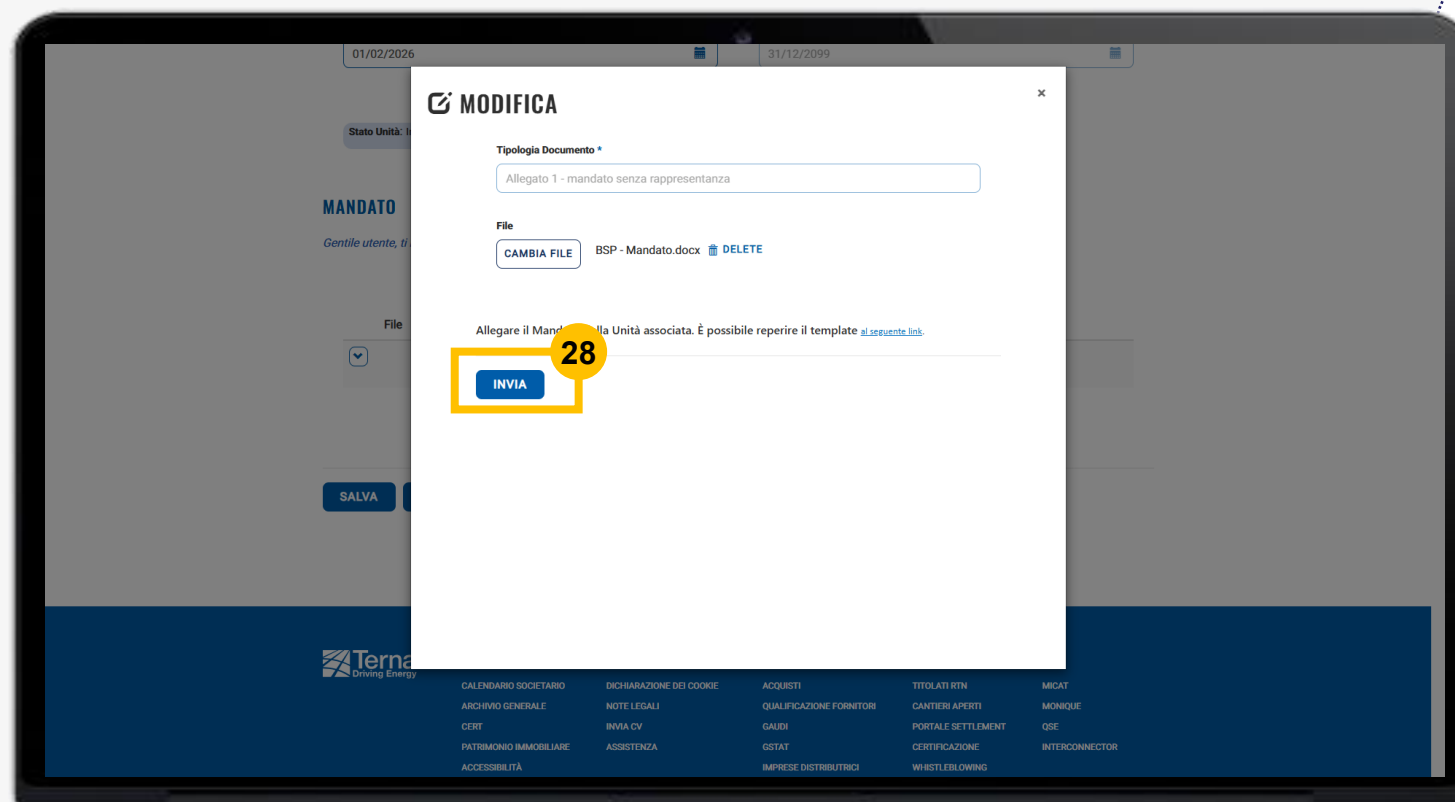 01/02/2026
31/12/2099
MODIFICA
×
Stato Unità:
Tipologia Documento *
Allegato 1 - mandato senza rappresentanza
MANDATO
Gentile utente, ti
File
CAMBIA FILE BSP - Mandato.docx DELETE
File
Allegare il Mand lla Unità associata. È possibile reperire il template al seguente link.
28
INVIA
SALVA
Terna
Driving Energy
CALENDARIO SOCIETARIO DICHIARAZIONE DEI COOKIE ACQUISTI TITOLATI RTN MICAT
ARCHIVIO GENERALE NOTE LEGALI QUALIFICAZIONE FORNITORI CANTIERI APERTI MONIQUE
CERT INVIA CV GAUDI PORTALE SETTLEMENT QSE
PATRIMONIO IMMOBILIARE ASSISTENZA GSTAT CERTIFICAZIONE INTERCONNECTOR
ACCESSIBILITÀ IMPRESE DISTRIBUTRICI WHISTLEBLOWING